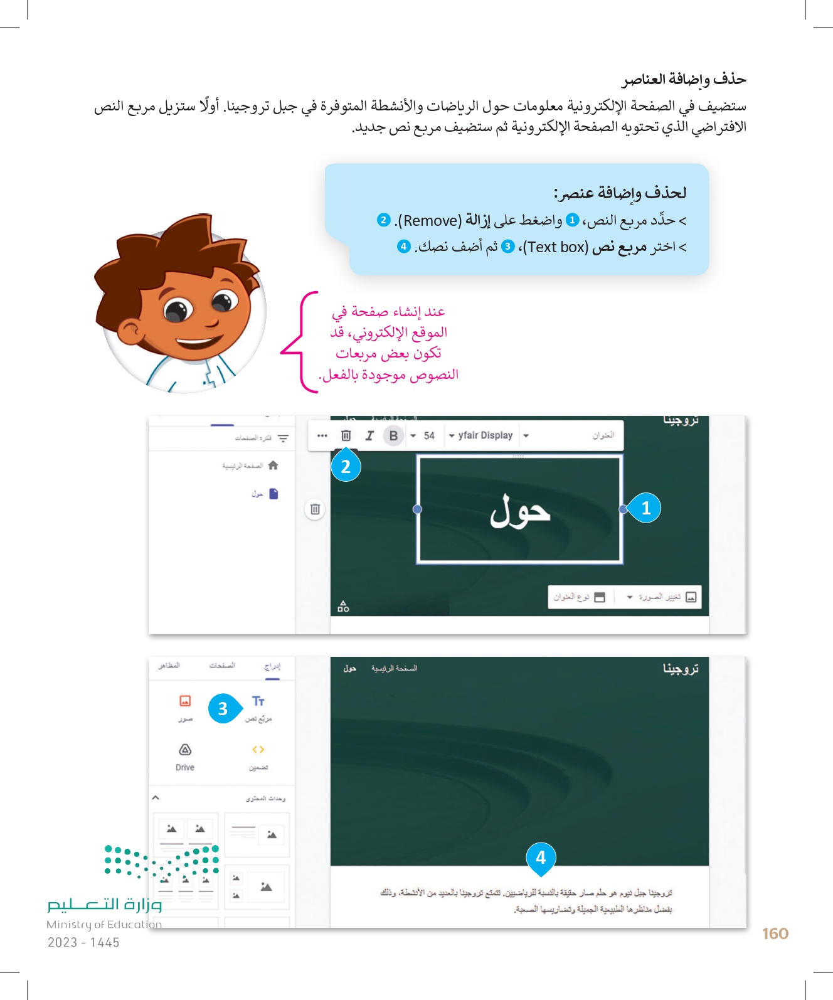 حذف وإضافة العناصر
ستضيف في الصفحة الإلكترونية معلومات حول الرياضات والأنشطة المتوفرة في جبل تروجينا. أولًا ستزيل مربع النص
الافتراضي الذي تحتويه الصفحة الإلكترونية ثم ستضيف مربع نص جديد.
لحذف وإضافة عنصر:
> حدِّد مربع النص، 1 واضغط على إزالة (Remove). 2
> اختر مربع نص (Text box)، 3 ثم أضف نصك. 4
عند إنشاء صفحة في
الموقع الإلكتروني، قد
تكون بعض مربعات
النصوص موجودة بالفعل.
تروجينا
الصفحة الرئيسية حول
العنوان
yfair Display
54
B I
2
1
حول
تغيير الصورة
نوع العنوان
فلترة الصفحات
الصفحة الرئيسية
حول
تروجينا
الصفحة الرئيسية حول
إدراج الصفحات المظاهر
مربّع نص
صور
3
تضمين
Drive
وحدات المحتوى
4
تروجينا جبل نيوم هو حلم صار حقيقة بالنسبة للرياضيين. تتمتع تروجينا بالعديد من الأنشطة، وذلك
بفضل مناظرها الطبيعية الجميلة وتضاريسها الصعبة.
وزارة التعليم
Ministry of Education
2023 - 1445
160